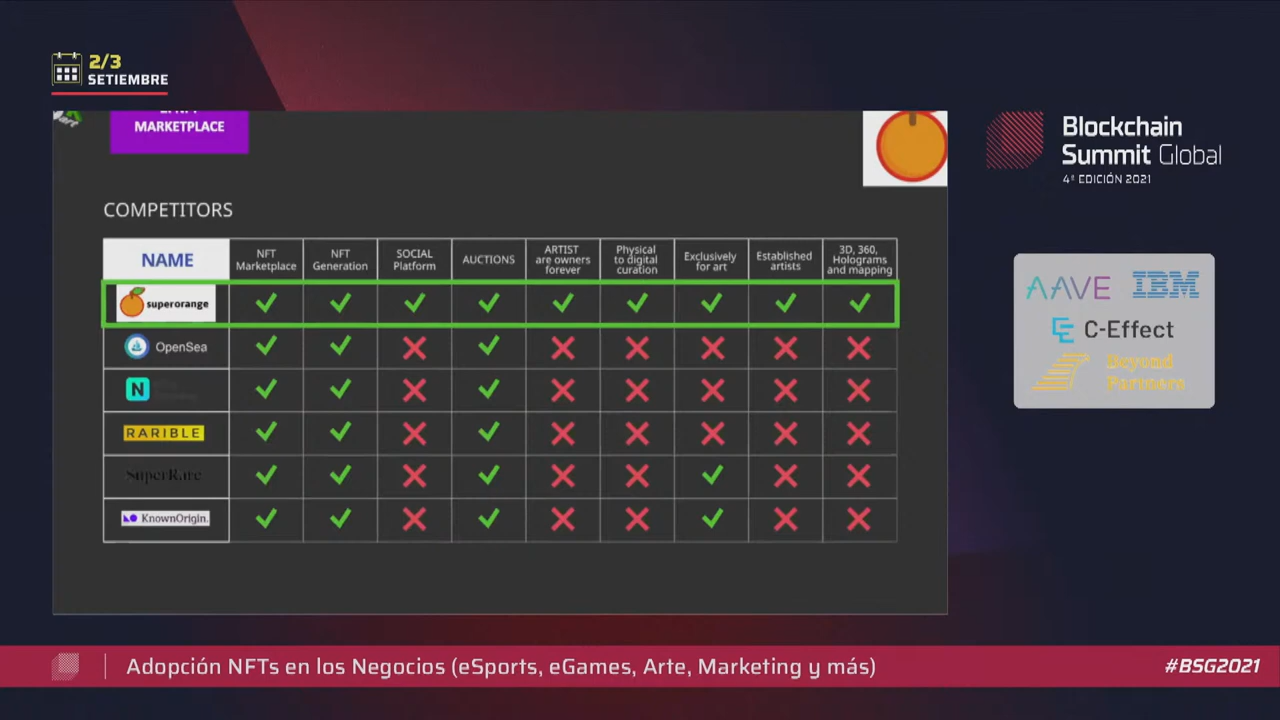 2/3
SETIEMBRE
MARKETPLACE
Blockchain
Summit Global
4ª EDICIÓN 2021
COMPETITORS
NAME
NFT Marketplace
NFT Generation
SOCIAL Platform
AUCTIONS
ARTIST are owners forever
Physical to digital curation
Exclusively for art
Established artists
3D, 360, Holograms and mapping
superorange
OpenSea
N
RARIBLE
SuperRare
KnownOrigin.
AAVE IBM
C-Effect
Beyond
Partners
Adopción NFTs en los Negocios (eSports, eGames, Arte, Marketing y más)
#BSG2021